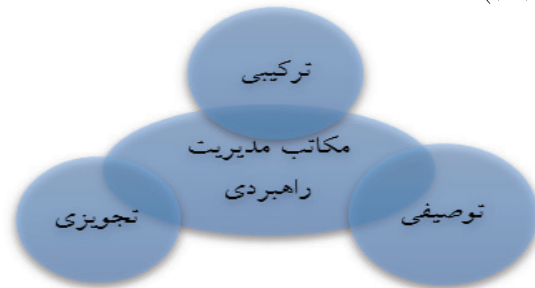 ترکیبی
مکاتب مدیریت
راهبردی
توصیفی
تجویزی